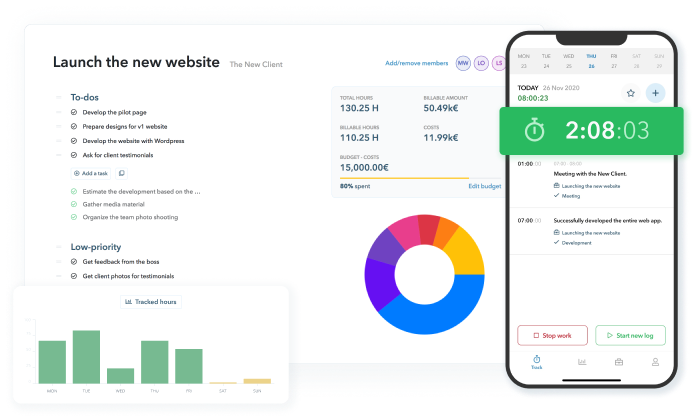 Launch the new website The New Client
Add/remove members MW LO LS
To-dos
Develop the pilot page
Prepare designs for v1 website
Develop the website with Wordpress
Ask for client testimonials
Add a task
Estimate the development based on the ...
Gather media material
Organize the team photo shooting
Low-priority
Get feedback from the boss
Get client photos for testimonials
TOTAL HOURS BILLABLE AMOUNT
130.25 H 50.49k€
BILLABLE HOURS COSTS
110.25 H 11.99k€
BUDGET - COSTS
15,000.00€
80% spent Edit budget
Tracked hours
MON TUE WED THU FRI SAT SUN
MON TUE WED THU FRI SAT SUN
23 24 25 26 27 28 29
TODAY 26 Nov 2020
08:00:23
2:08:03
01:00:00
Meeting with the New Client.
Launching the new website
Meeting
07:00:00
Successfully developed the entire web app.
Launching the new website
Development
Stop work Start new log
Track